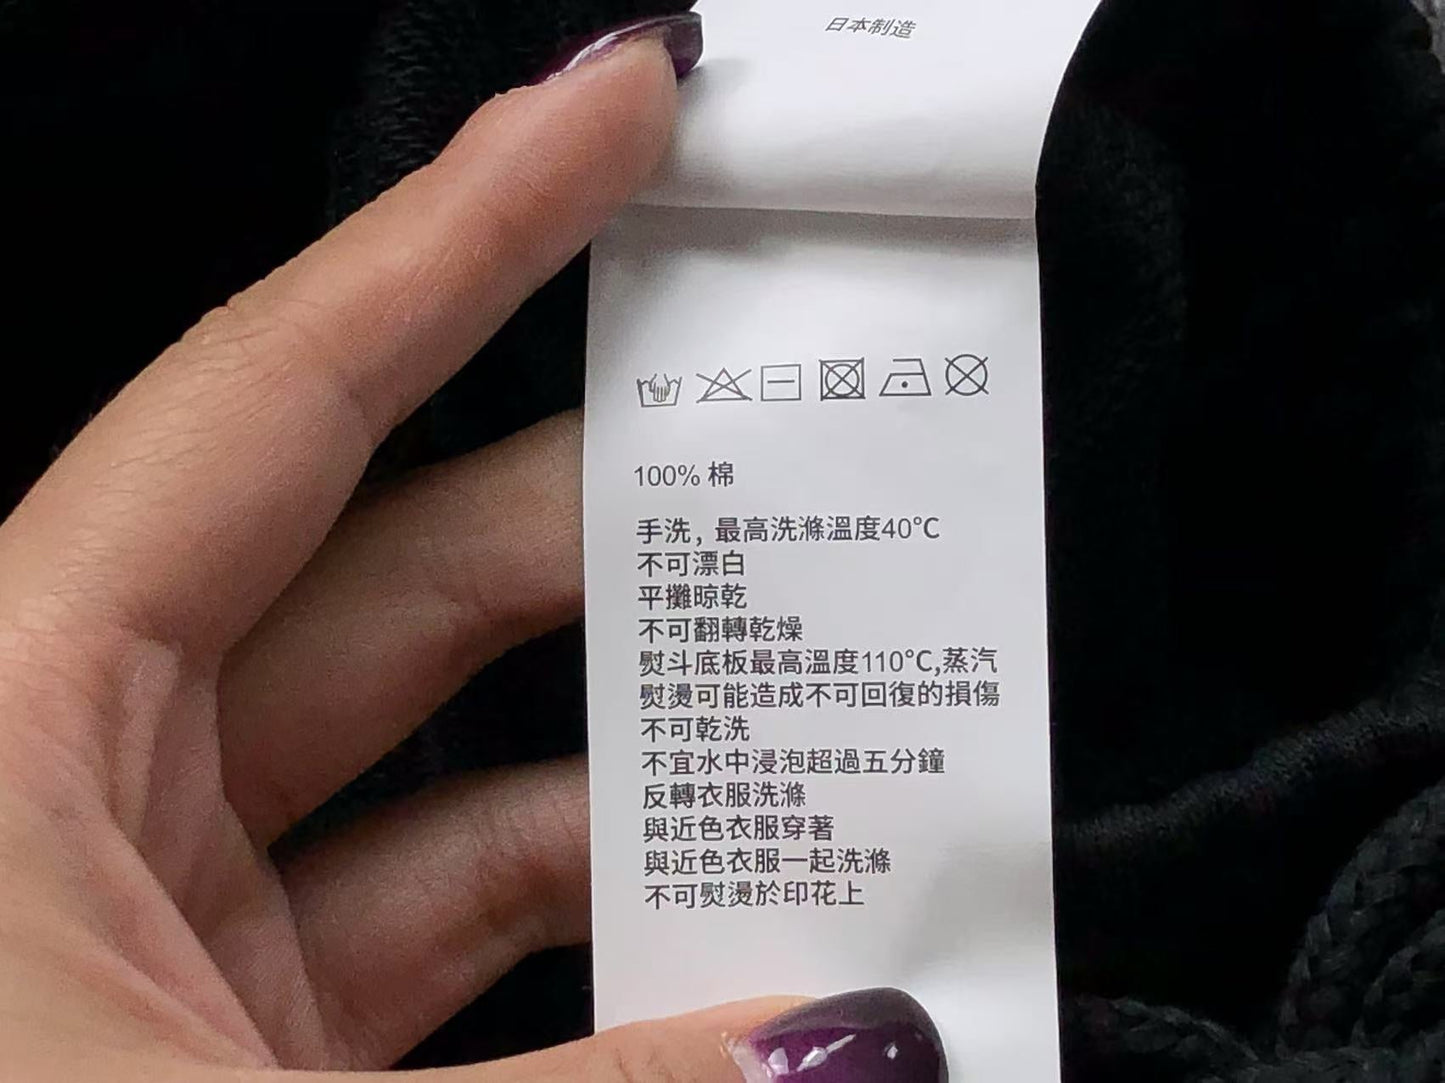 日本制造
100% 棉
手洗，最高洗滌溫度40°C
不可漂白
平攤晾乾
不可翻轉乾燥
熨斗底板最高溫度110°C,蒸汽
熨燙可能造成不可回復的損傷
不可乾洗
不宜水中浸泡超過五分鐘
反轉衣服洗滌
與近色衣服穿著
與近色衣服一起洗滌
不可熨燙於印花上